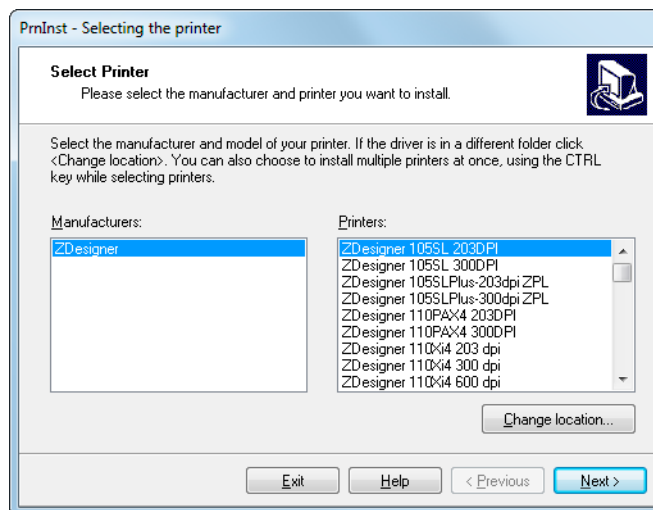 PrnInst - Selecting the printer
Select Printer
Please select the manufacturer and printer you want to install.
Select the manufacturer and model of your printer. If the driver is in a different folder click
<Change location>. You can also choose to install multiple printers at once, using the CTRL
key while selecting printers.
Manufacturers:
ZDesigner
Printers:
ZDesigner 105SL 203DPI
ZDesigner 105SL 300DPI
ZDesigner 105SLPlus-203dpi ZPL
ZDesigner 105SLPlus-300dpi ZPL
ZDesigner 110PAX4 203DPI
ZDesigner 110PAX4 300DPI
ZDesigner 110Xi4 203 dpi
ZDesigner 110Xi4 300 dpi
ZDesigner 110Xi4 600 dpi
Change location...
Exit
Help
< Previous
Next >